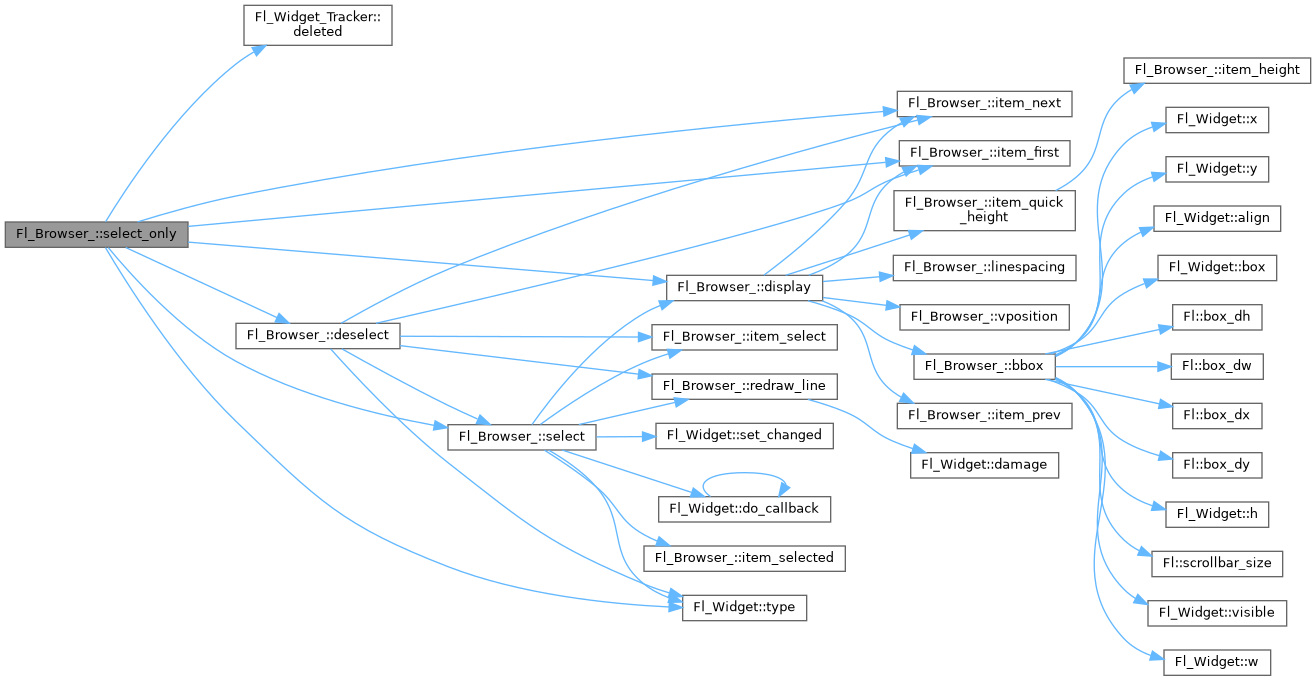 Fl_Widget_Tracker::
deleted
Fl_Browser_::item_height
Fl_Browser_::item_next
Fl_Widget::x
Fl_Browser_::item_first
Fl_Widget::y
Fl_Browser_::item_quick
_height
Fl_Widget::align
Fl_Browser_::select_only
Fl_Browser_::linespacing
Fl_Widget::box
Fl_Browser_::display
Fl_Browser_::vposition
Fl::box_dh
Fl_Browser_::deselect
Fl_Browser_::item_select
Fl_Browser_::bbox
Fl::box_dw
Fl_Browser_::redraw_line
Fl_Browser_::item_prev
Fl::box_dx
Fl_Browser_::select
Fl_Widget::set_changed
Fl_Widget::damage
Fl::box_dy
Fl_Widget::do_callback
Fl_Widget::h
Fl_Browser_::item_selected
Fl::scrollbar_size
Fl_Widget::type
Fl_Widget::visible
Fl_Widget::w